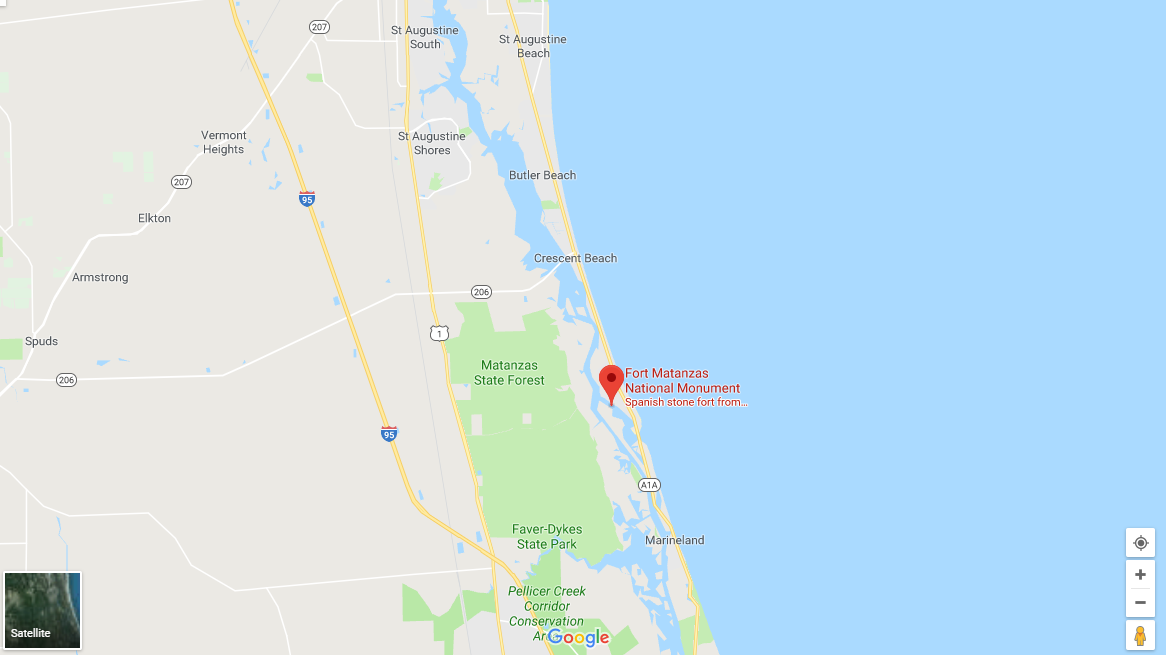 207
St Augustine
South
St Augustine
Beach
Vermont
Heights
St Augustine
Shores
207
Butler Beach
95
Elkton
Crescent Beach
Armstrong
206
1
Spuds
Matanzas
State Forest
206
Fort Matanzas
National Monument
Spanish stone fort from...
95
A1A
Faver-Dykes
State Park
Marineland
Pellicer Creek
Corridor
Conservation
Google
Satellite